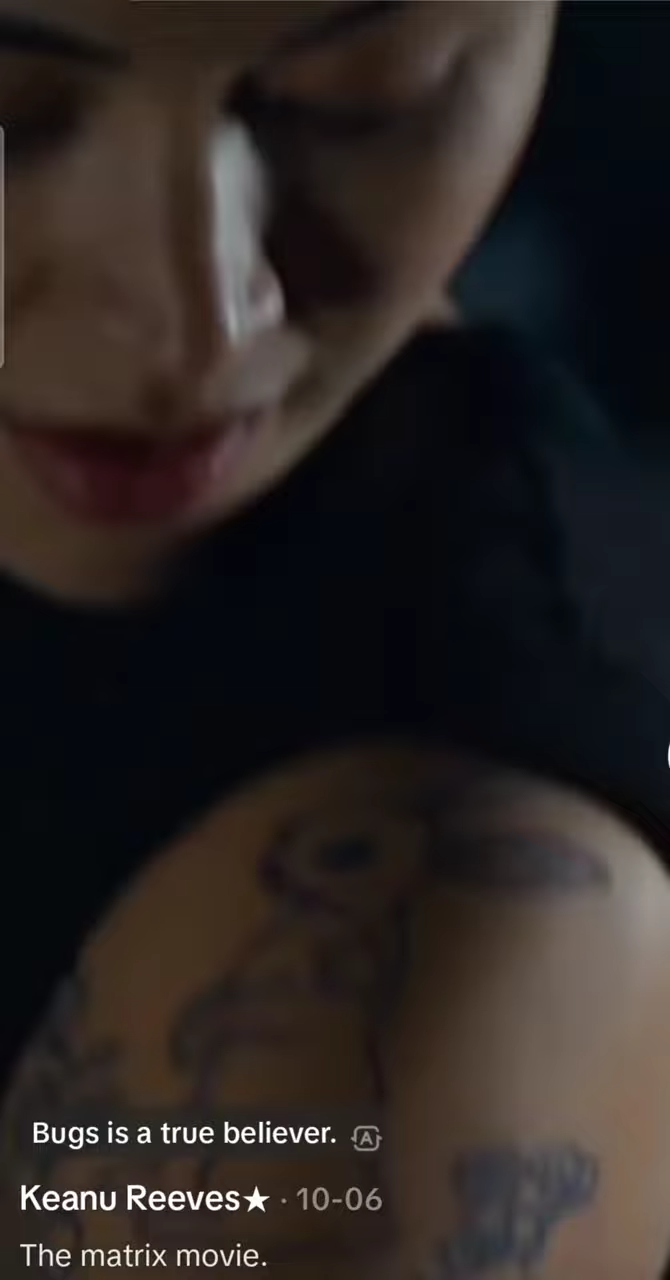 Bugs is a true believer.
Keanu Reeves★ · 10-06
The matrix movie.